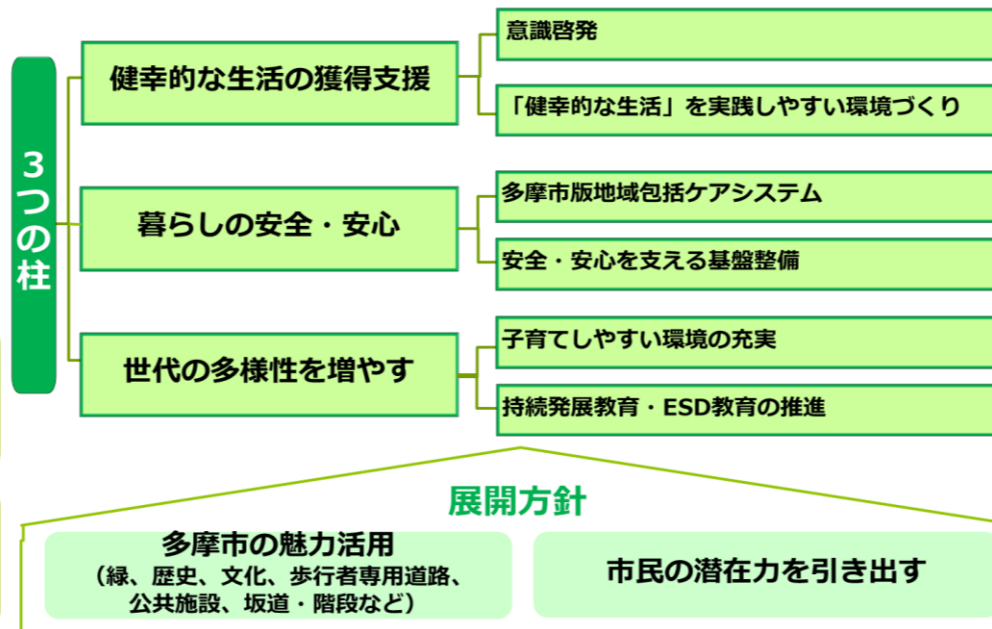 3つの柱
健幸的な生活の獲得支援
意識啓発
「健幸的な生活」を実践しやすい環境づくり
暮らしの安全・安心
多摩市版地域包括ケアシステム
安全・安心を支える基盤整備
世代の多様性を増やす
子育てしやすい環境の充実
持続発展教育・ESD教育の推進
展開方針
多摩市の魅力活用
（緑、歴史、文化、歩行者専用道路、
公共施設、坂道・階段など）
市民の潜在力を引き出す